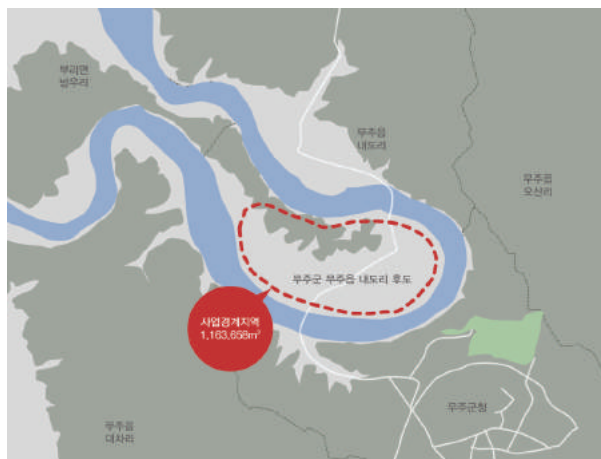 부리면
방우리
무주읍
내도리
무주읍
오산리
무주군 무주읍 내도리 후도
사업경계지역
1,163,658m²
무주군청
무주읍
대차리